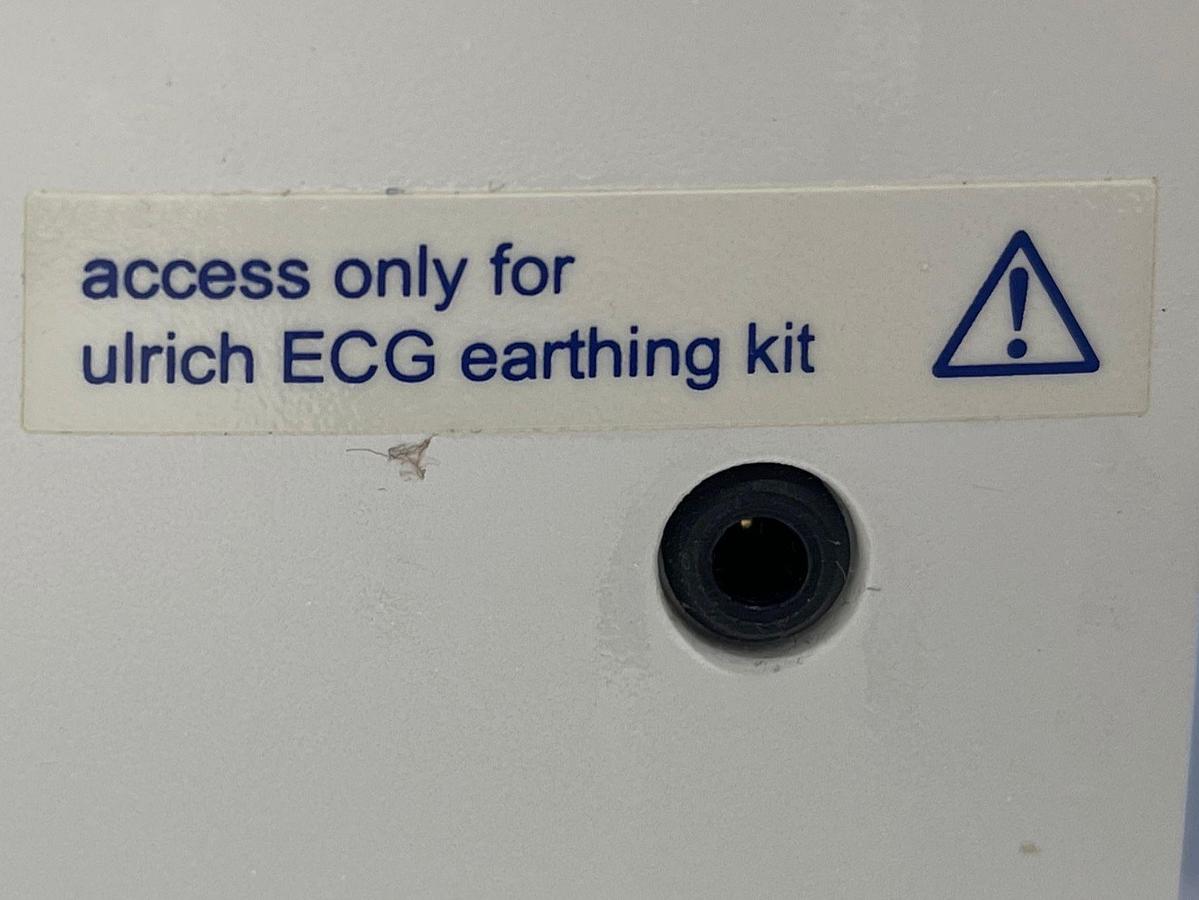 access only for
ulrich ECG earthing kit